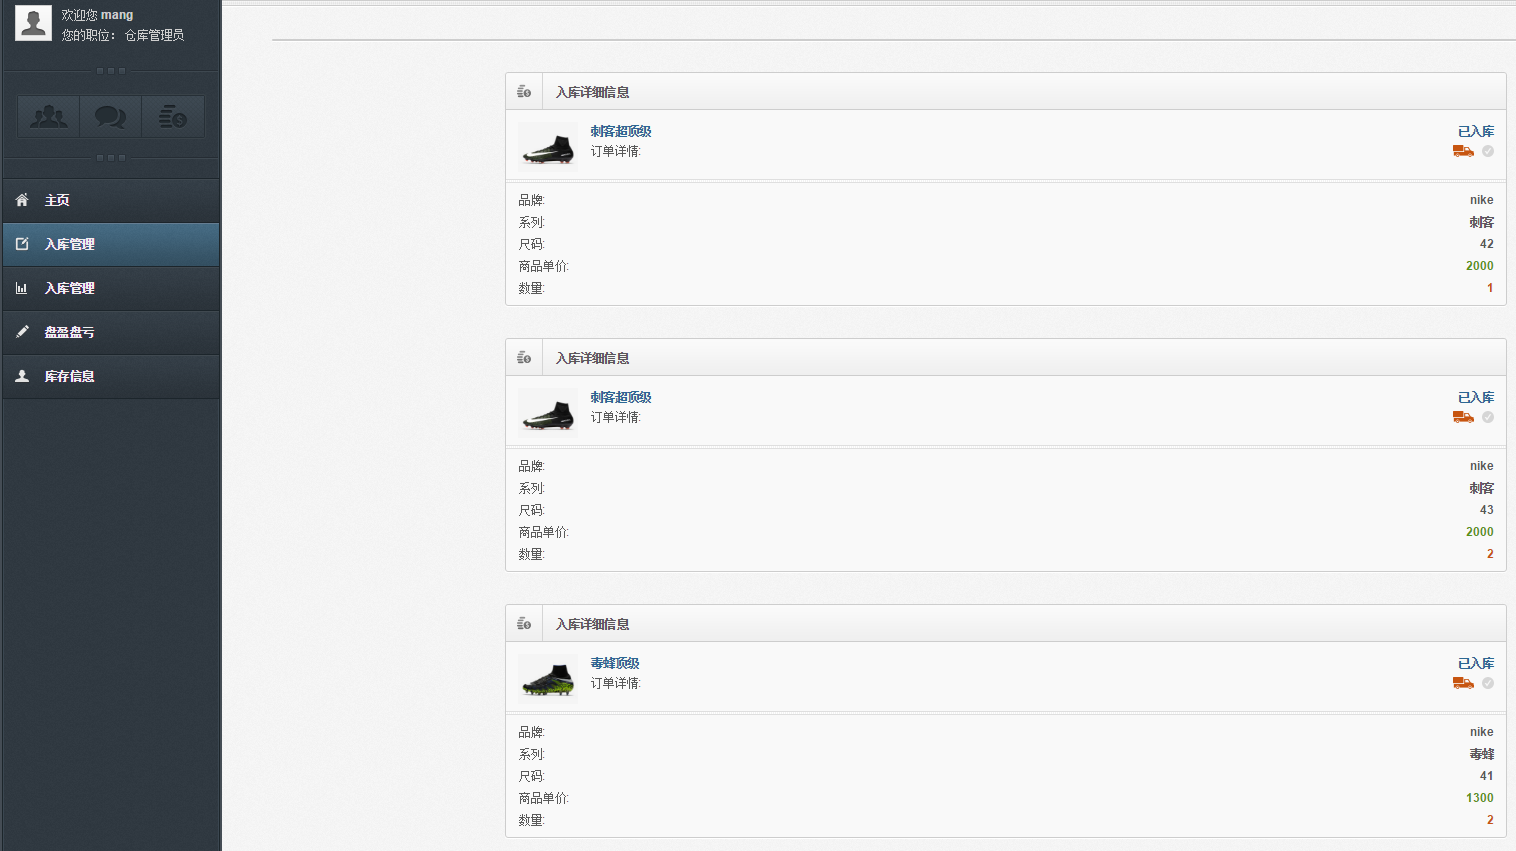 欢迎您 mang
您的职位： 仓库管理员
主页
入库管理
入库管理
盘盈盘亏
库存信息
入库详细信息
刺客超顶级 已入库
订单详情:
品牌: nike
系列: 刺客
尺码: 42
商品单价: 2000
数量: 1
入库详细信息
刺客超顶级 已入库
订单详情:
品牌: nike
系列: 刺客
尺码: 43
商品单价: 2000
数量: 2
入库详细信息
毒蜂顶级 已入库
订单详情:
品牌: nike
系列: 毒蜂
尺码: 41
商品单价: 1300
数量: 2